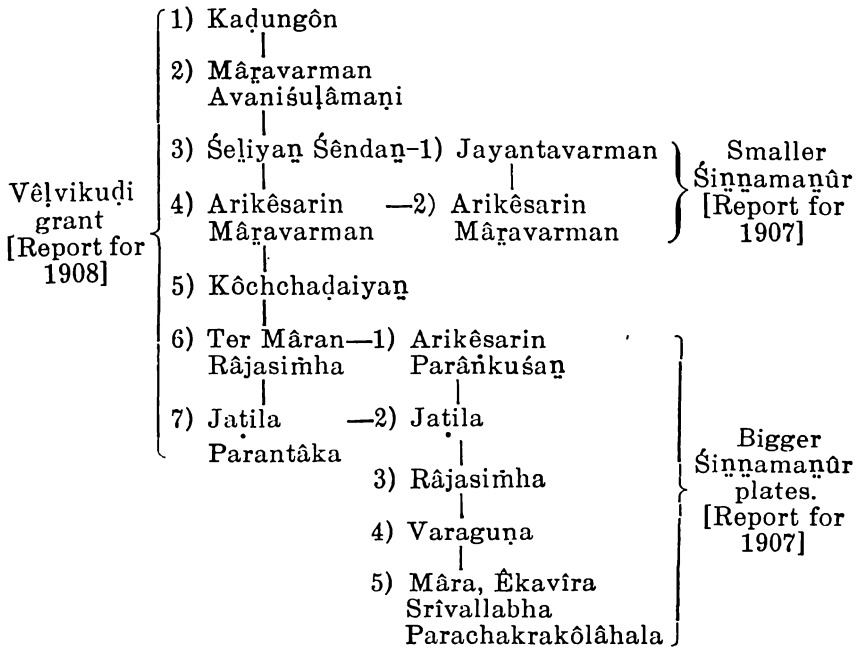 1) Kaḍungôn
2) Mâṟavarman
Avaniśuḷâmaṇi
3) Śeḻiyaṉ Śêndaṉ-1) Jayantavarman
4) Arikêsarin —2) Arikêsarin
Mâṟavarman Mâṟavarman
5) Kôchchaḍaiyaṉ
6) Ter Mâran—1) Arikêsarin
Râjasiṁha Parâṅkuśaṉ
7) Jaṭila —2) Jaṭila
Parantâka
3) Râjasiṁha
4) Varaguṇa
5) Mâra, Êkavîra
Srîvallabha
Parachakrakôlâhala
Vêḷvikuḍi
grant
[Report for
1908]
Smaller
Śiṉṉamaṉûr
[Report for
1907]
Bigger
Śiṉṉamaṉûr
plates.
[Report for
1907]